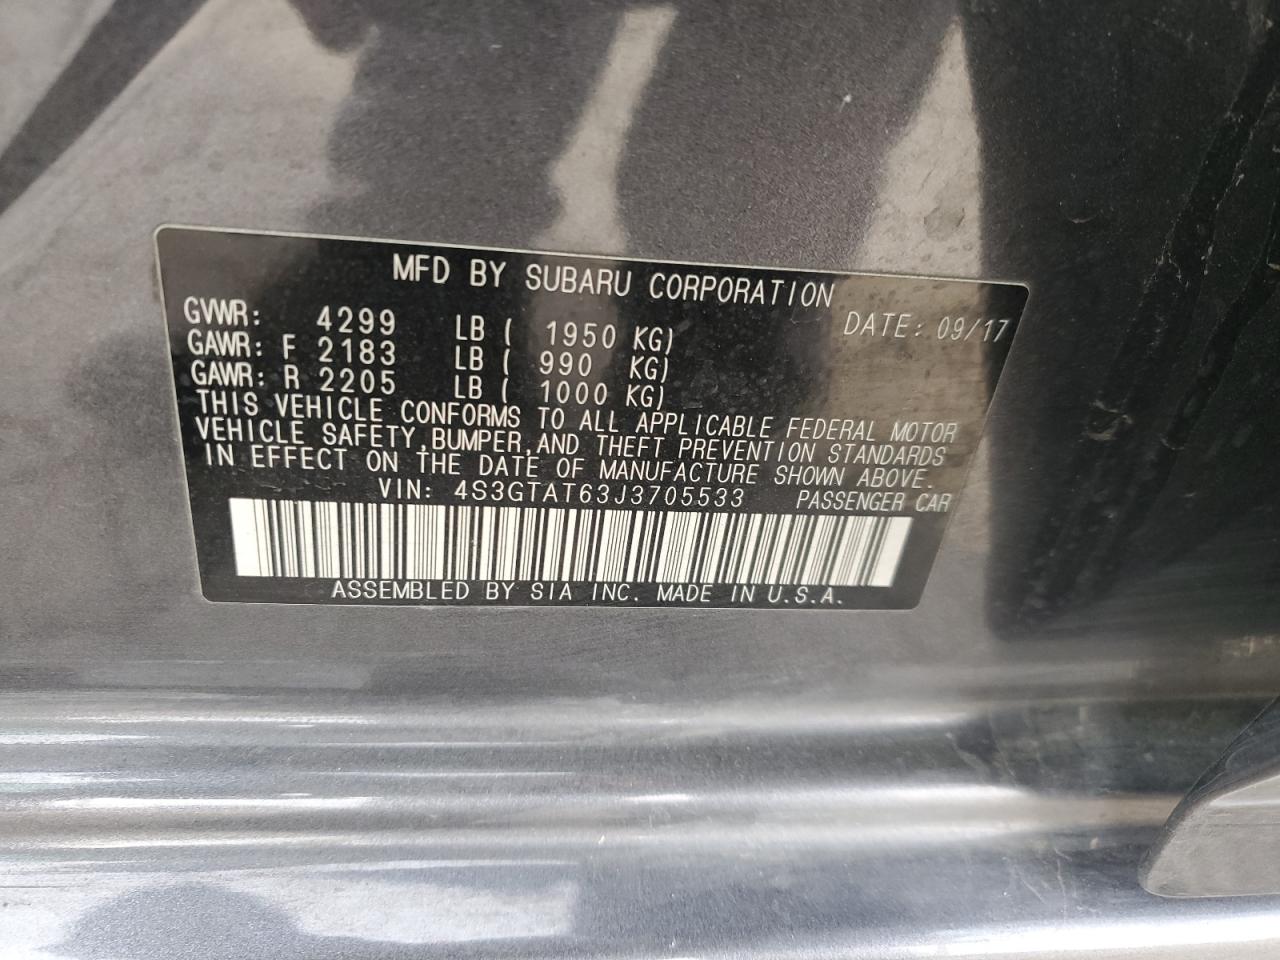 MFD BY SUBARU CORPORATION
DATE: 09/17
GVWR: 4299 LB ( 1950 KG)
GAWR: F 2183 LB ( 990 KG)
GAWR: R 2205 LB ( 1000 KG)
THIS VEHICLE CONFORMS TO ALL APPLICABLE FEDERAL MOTOR
VEHICLE SAFETY,BUMPER,AND THEFT PREVENTION STANDARDS
IN EFFECT ON THE DATE OF MANUFACTURE SHOWN ABOVE.
VIN: 4S3GTAT63J3705533 PASSENGER CAR
ASSEMBLED BY SIA INC. MADE IN U.S.A.